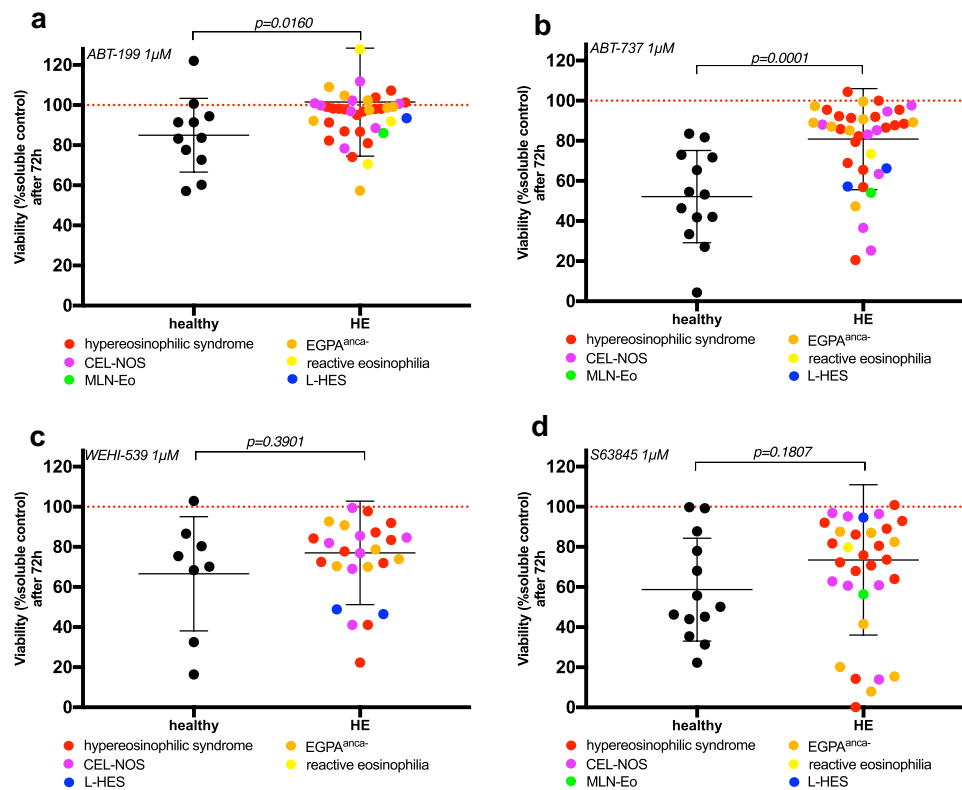 a
ABT-199 1µM
p=0.0160
Viability (%soluble control)
after 72h
120
100
80
60
40
20
0
healthy
HE
hypereosinophilic syndrome
CEL-NOS
MLN-Eo
EGPAanca-
reactive eosinophilia
L-HES
b
ABT-737 1µM
p=0.0001
Viability (%soluble control)
after 72h
120
100
80
60
40
20
0
healthy
HE
hypereosinophilic syndrome
CEL-NOS
MLN-Eo
EGPAanca-
reactive eosinophilia
L-HES
c
WEHI-539 1µM
p=0.3901
Viability (%soluble control)
after 72h
120
100
80
60
40
20
0
healthy
HE
hypereosinophilic syndrome
CEL-NOS
L-HES
EGPAanca-
reactive eosinophilia
d
S63845 1µM
p=0.1807
Viability (%soluble control)
after 72h
120
100
80
60
40
20
0
healthy
HE
hypereosinophilic syndrome
CEL-NOS
MLN-Eo
EGPAanca-
reactive eosinophilia
L-HES